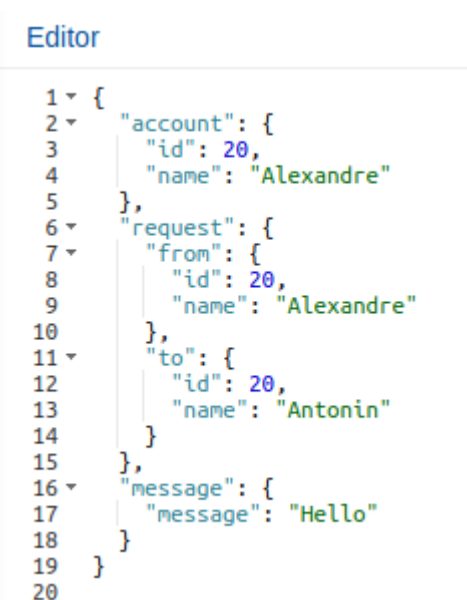 Editor
1 {
2 "account": {
3 "id": 20,
4 "name": "Alexandre"
5 },
6 "request": {
7 "from": {
8 "id": 20,
9 "name": "Alexandre"
10 },
11 "to": {
12 "id": 20,
13 "name": "Antonin"
14 }
15 },
16 "message": {
17 "message": "Hello"
18 }
19 }
20